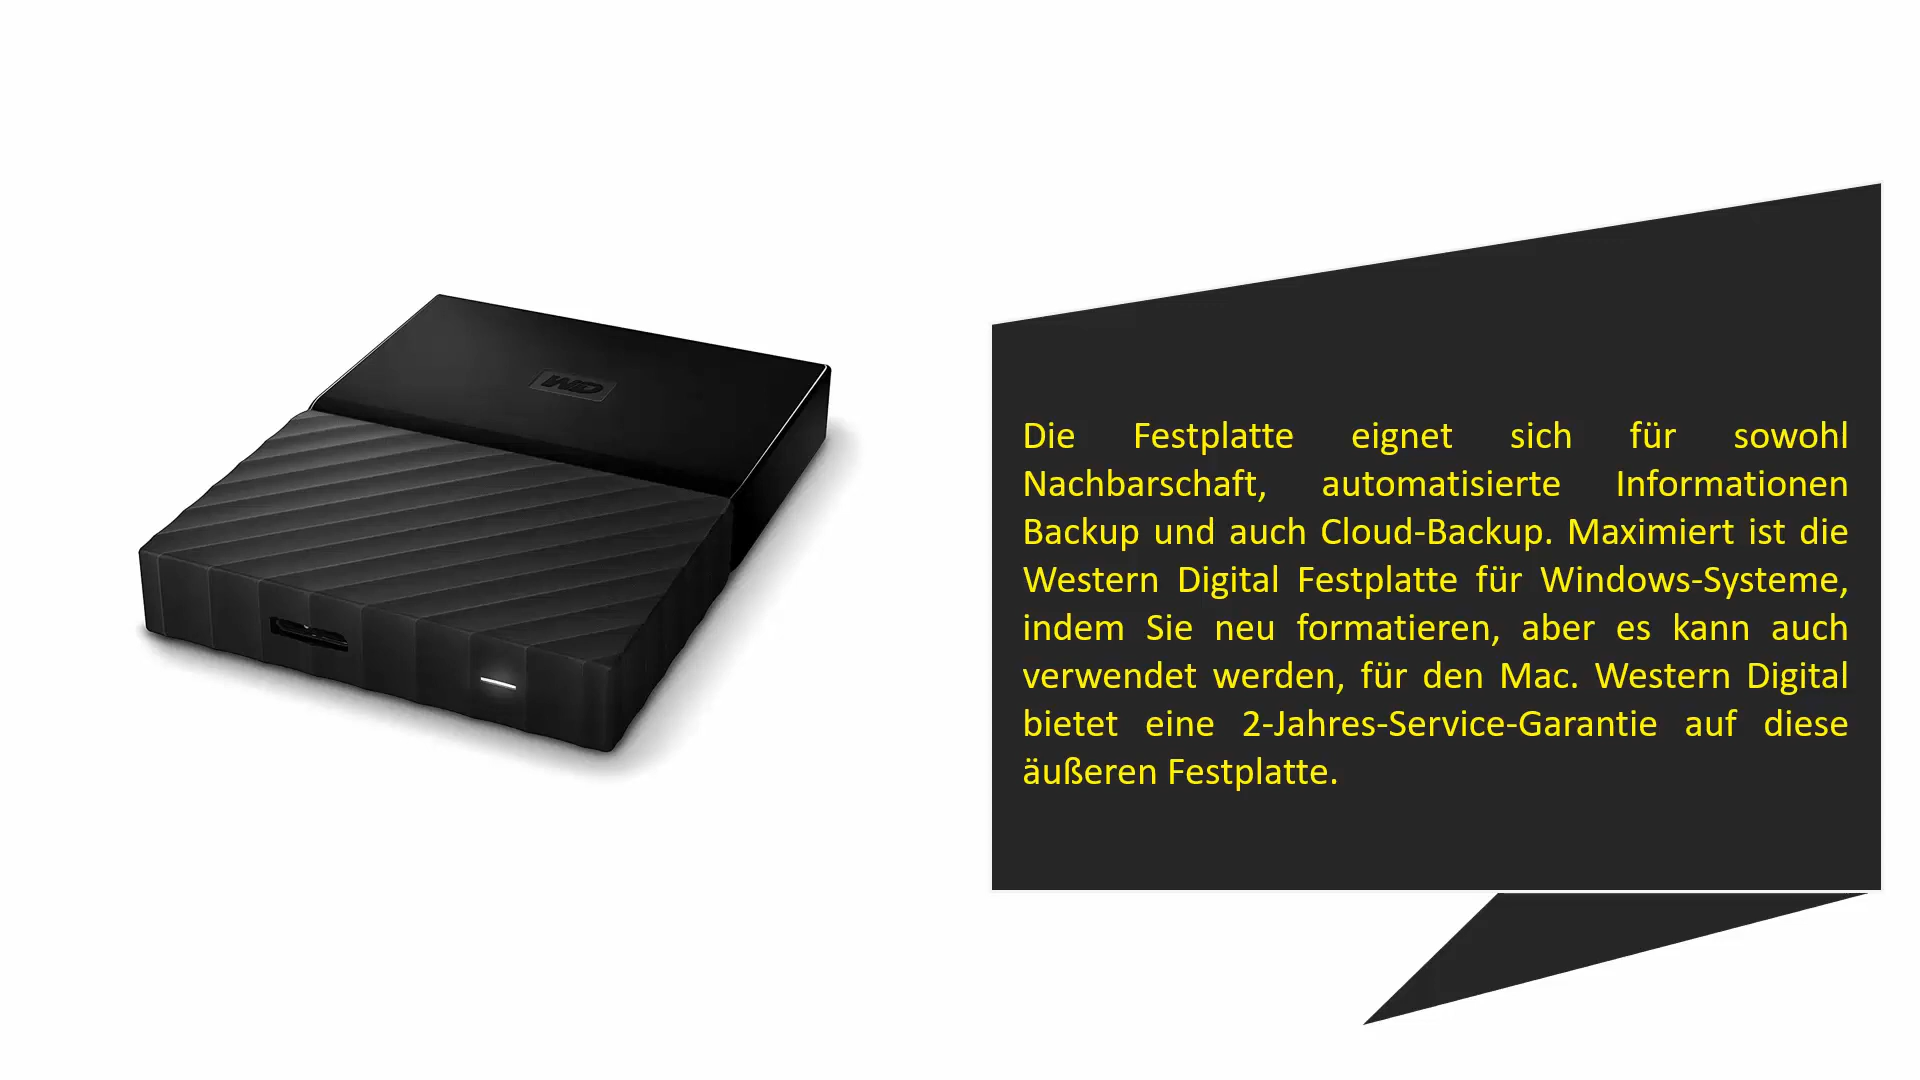 WD
Die Festplatte eignet sich für sowohl
Nachbarschaft, automatisierte Informationen
Backup und auch Cloud-Backup. Maximiert ist die
Western Digital Festplatte für Windows-Systeme,
indem Sie neu formatieren, aber es kann auch
verwendet werden, für den Mac. Western Digital
bietet eine 2-Jahres-Service-Garantie auf diese
äußeren Festplatte.